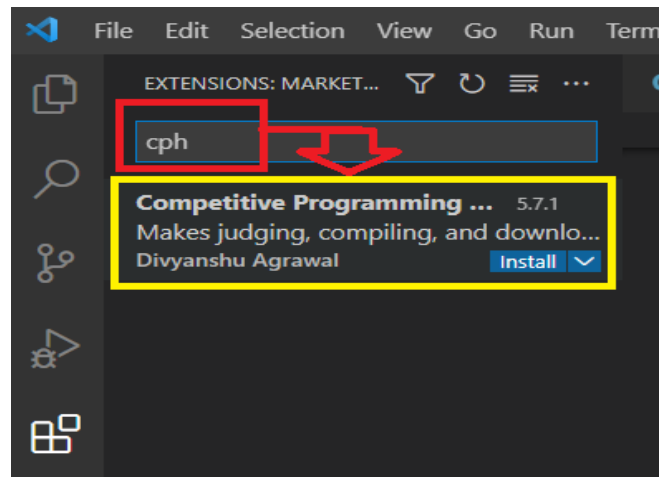 File Edit Selection View Go Run Term
EXTENSIONS: MARKET...
cph
Competitive Programming ... 5.7.1
Makes judging, compiling, and downlo...
Divyanshu Agrawal Install